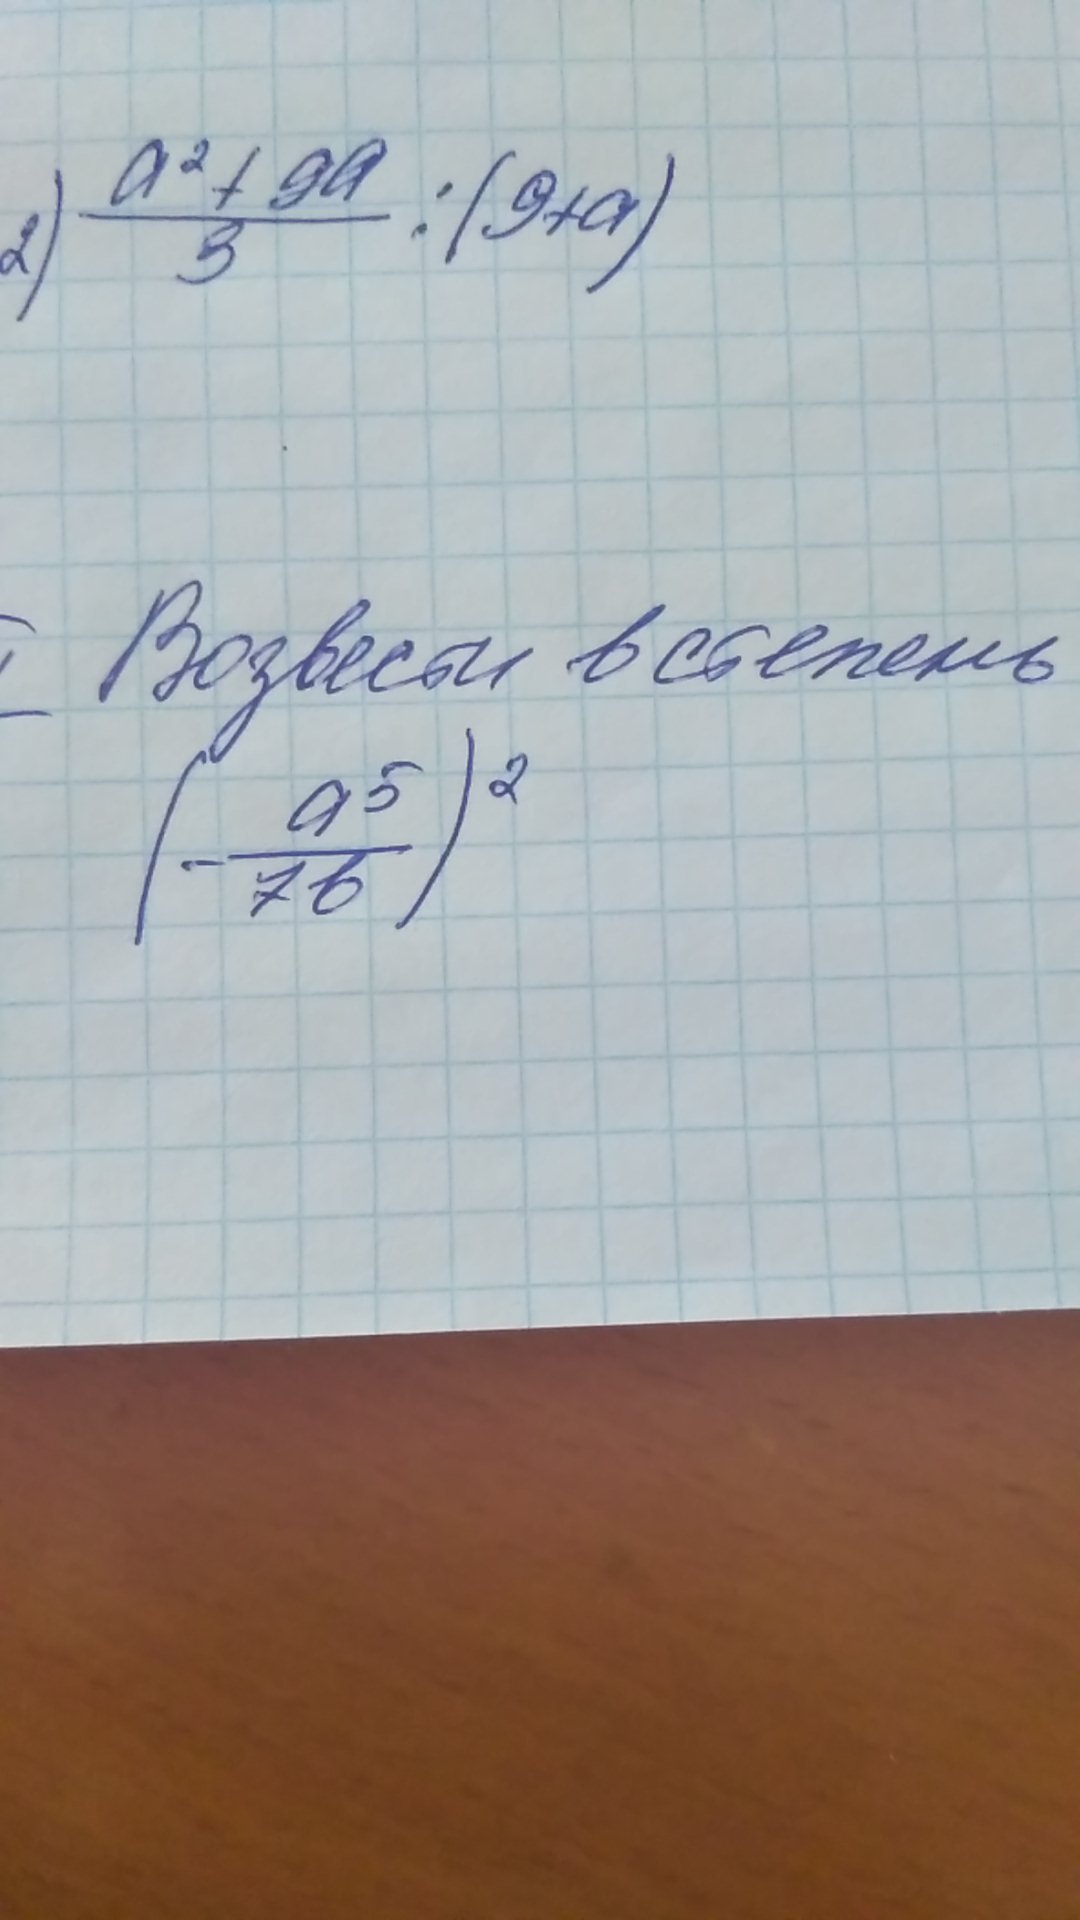 2) (a² + 9a)/3 : (9+a)
I Возвести в степень
(- a⁵/7b)²